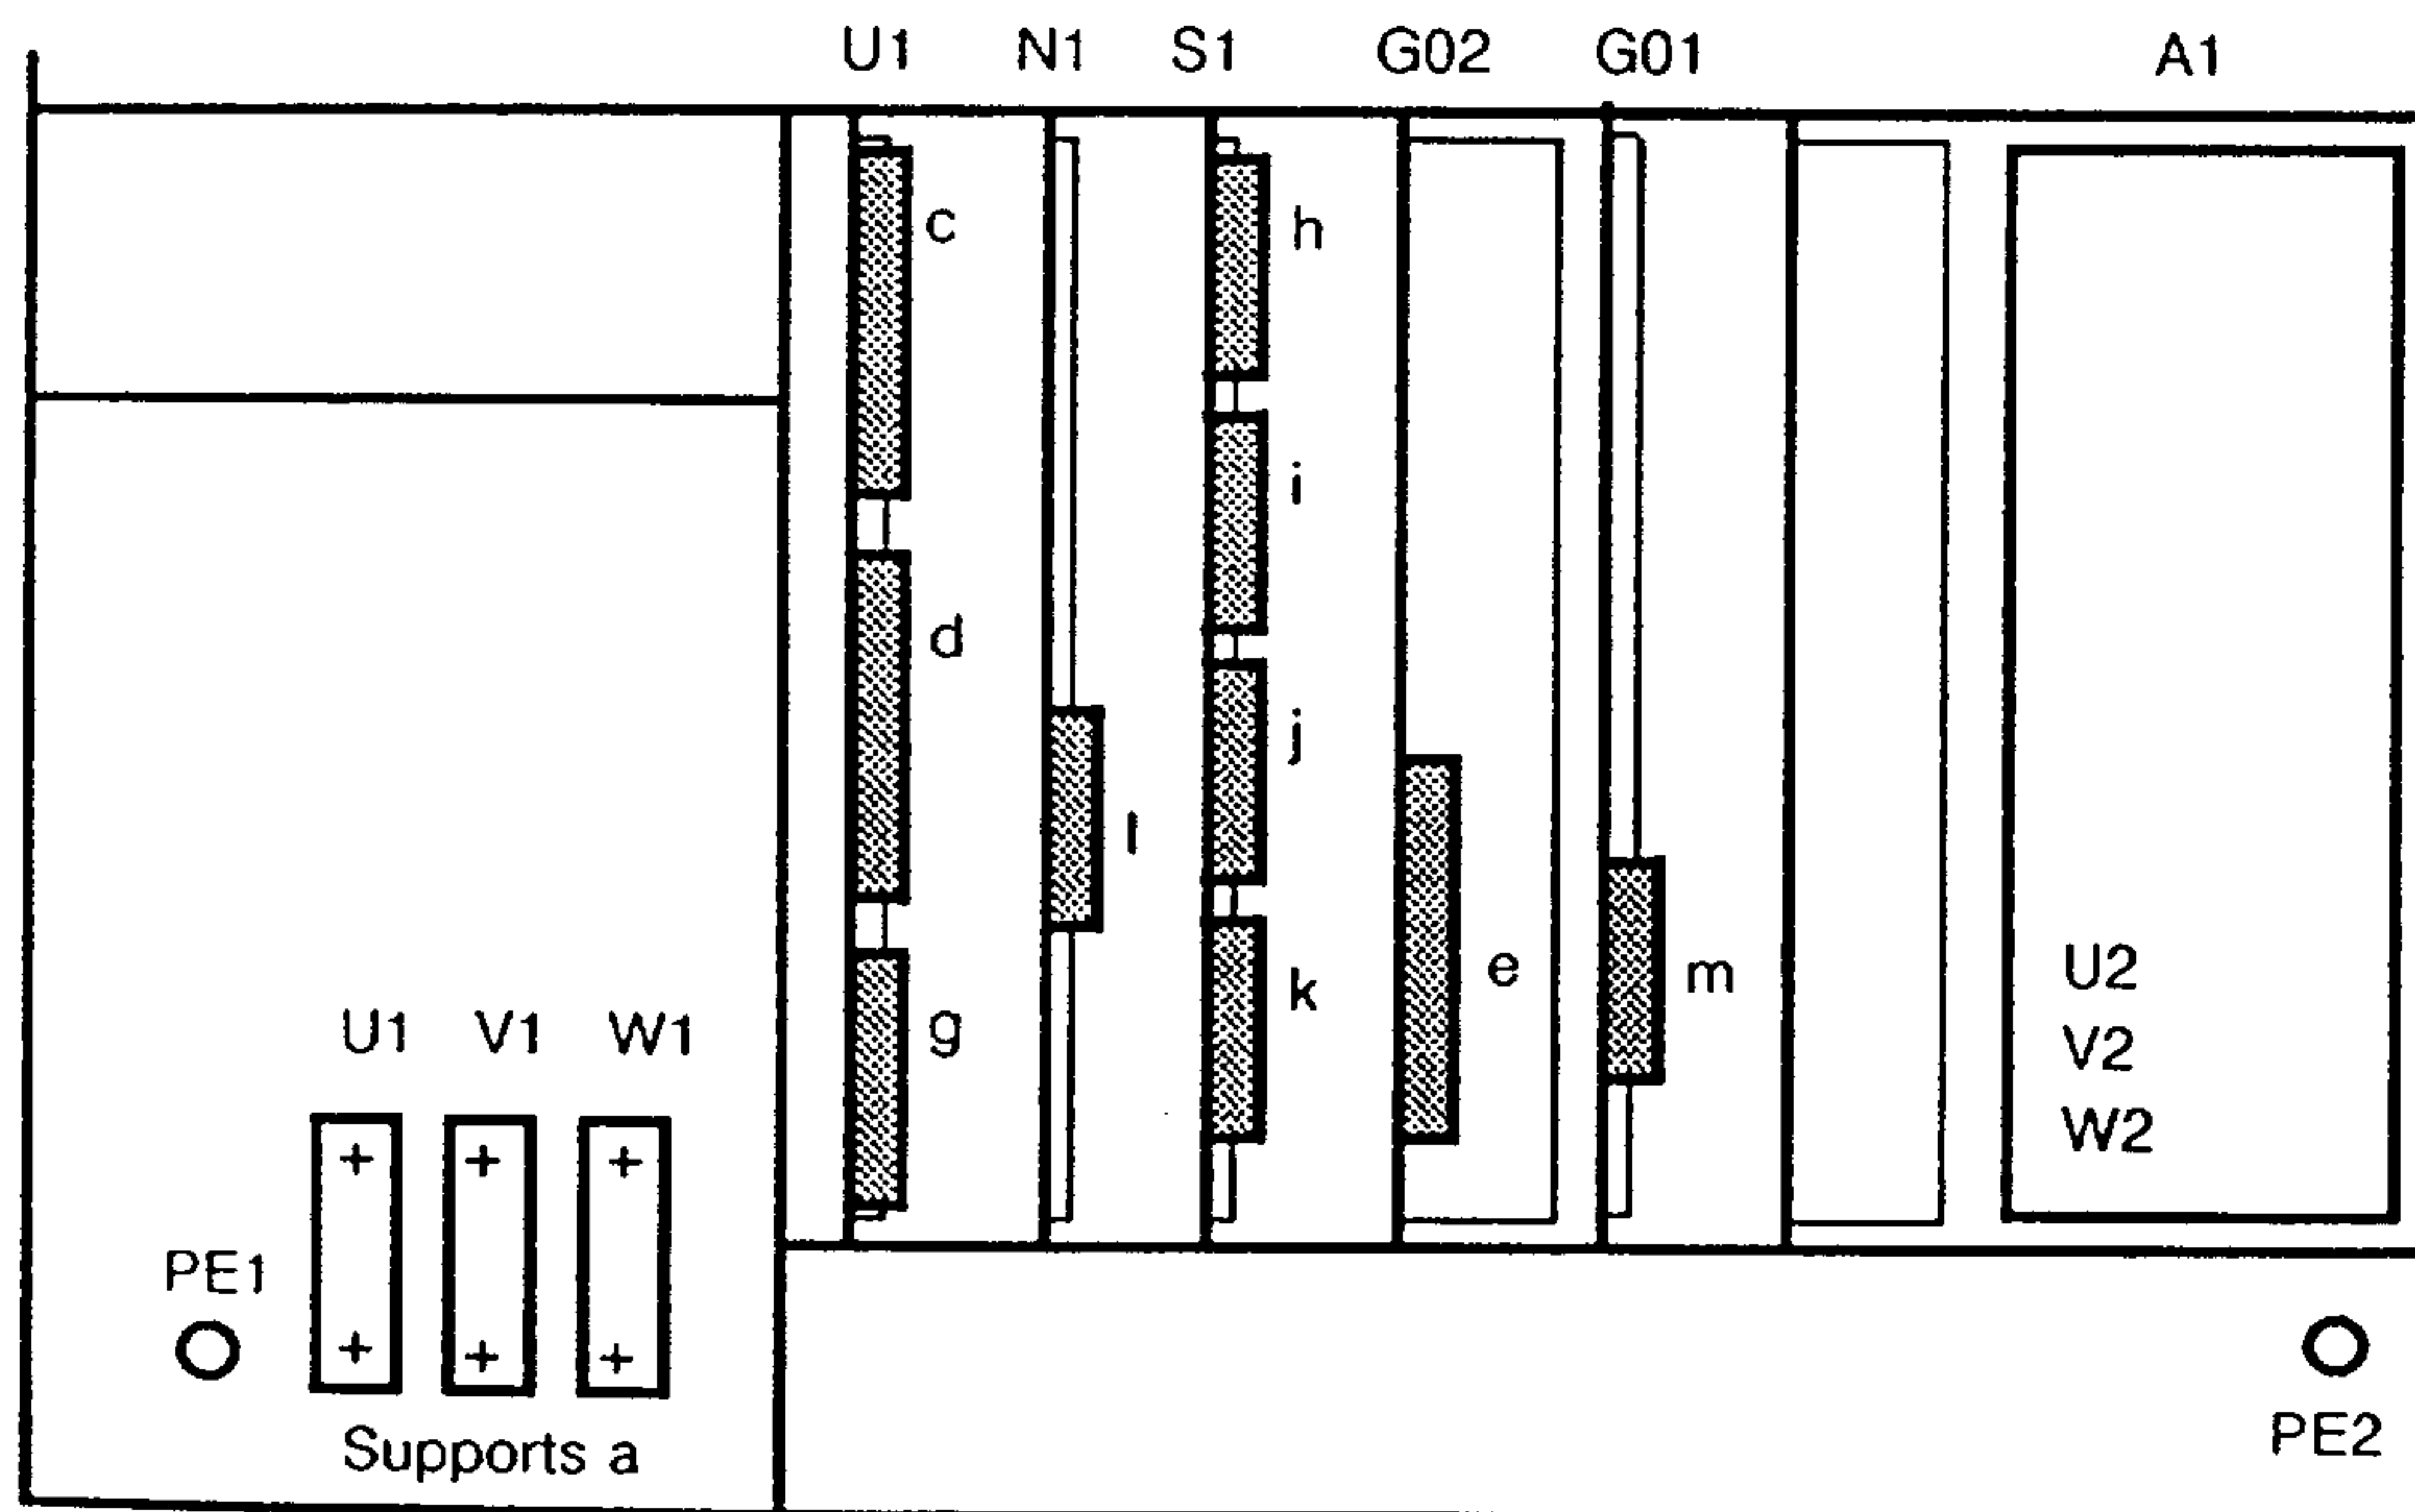 U1 N1 S1 G02 G01 A1
c
h
i
d
j
l
e
m
k
g
U2
V2
W2
U1 V1 W1
PE1
Supports a
PE2